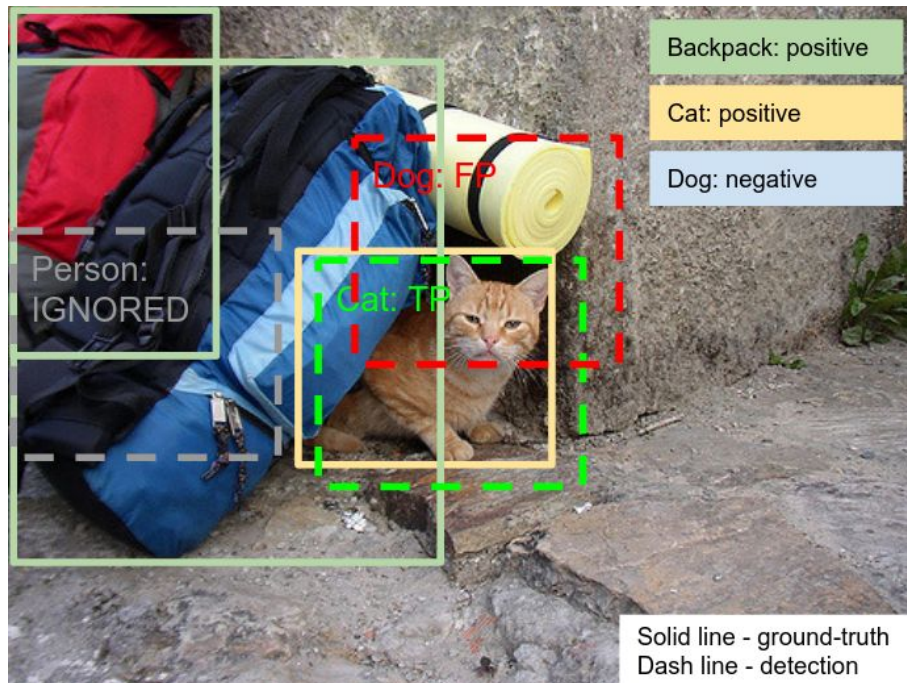 Backpack: positive
Cat: positive
Dog: negative
Dog: FP
Person:
IGNORED
Cat: TP
Solid line - ground-truth
Dash line - detection